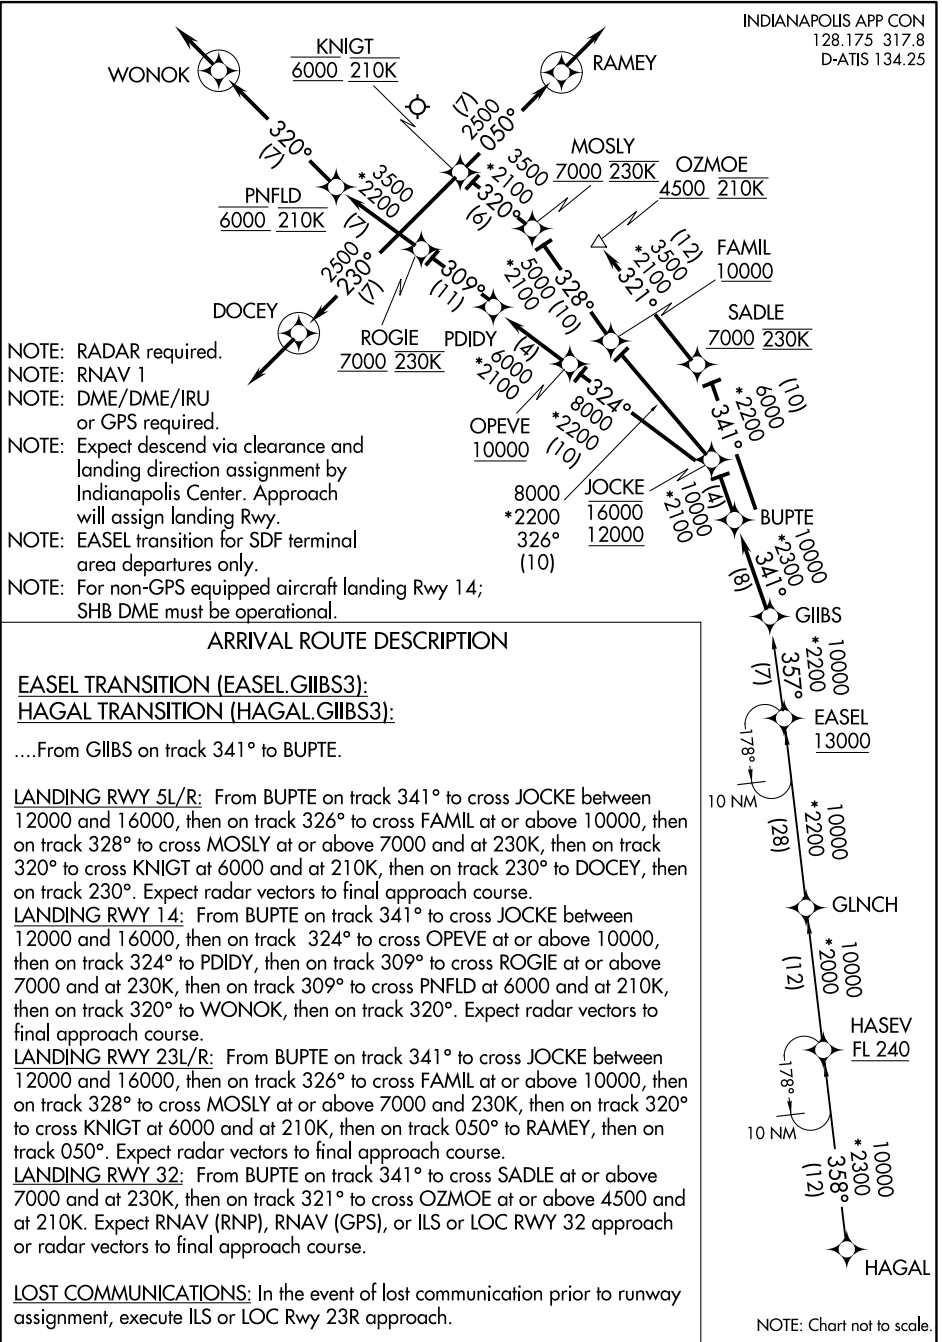 INDIANAPOLIS APP CON
128.175 317.8
D-ATIS 134.25
KNIGT
6000 210K
WONOK
RAMEY
320°
(7)
(7)
2500
050°
MOSLY
7000 230K
OZMOE
4500 210K
3500
*2100
320°
(6)
PNFLD
6000 210K
3500
*2200
(7)
(12)
3500
*2100
321°
FAMIL
10000
2500
230°
(7)
309°
(11)
5000
*2100
328°
(10)
SADLE
7000 230K
DOCEY
ROGIE
7000 230K
PDIDY
(4)
6000
*2100
(10)
6000
*2200
341°
324°
8000
*2200
(10)
OPEVE
10000
8000
*2200
326°
(10)
JOCKE
16000
12000
(4)
10000
*2100
BUPTE
10000
*2300
341°
(8)
GIIBS
10000
*2200
357°
(7)
EASEL
13000
178°
10 NM
10000
*2200
(28)
GLNCH
10000
*2000
(12)
HASEV
FL 240
178°
10 NM
10000
*2300
358°
(12)
HAGAL
NOTE: Chart not to scale.
NOTE: RADAR required.
NOTE: RNAV 1
NOTE: DME/DME/IRU
or GPS required.
NOTE: Expect descend via clearance and
landing direction assignment by
Indianapolis Center. Approach
will assign landing Rwy.
NOTE: EASEL transition for SDF terminal
area departures only.
NOTE: For non-GPS equipped aircraft landing Rwy 14;
SHB DME must be operational.
ARRIVAL ROUTE DESCRIPTION
EASEL TRANSITION (EASEL.GIIBS3):
HAGAL TRANSITION (HAGAL.GIIBS3):
....From GIIBS on track 341° to BUPTE.
LANDING RWY 5L/R: From BUPTE on track 341° to cross JOCKE between
12000 and 16000, then on track 326° to cross FAMIL at or above 10000, then
on track 328° to cross MOSLY at or above 7000 and at 230K, then on track
320° to cross KNIGT at 6000 and at 210K, then on track 230° to DOCEY, then
on track 230°. Expect radar vectors to final approach course.
LANDING RWY 14: From BUPTE on track 341° to cross JOCKE between
12000 and 16000, then on track 324° to cross OPEVE at or above 10000,
then on track 324° to PDIDY, then on track 309° to cross ROGIE at or above
7000 and at 230K, then on track 309° to cross PNFLD at 6000 and at 210K,
then on track 320° to WONOK, then on track 320°. Expect radar vectors to
final approach course.
LANDING RWY 23L/R: From BUPTE on track 341° to cross JOCKE between
12000 and 16000, then on track 326° to cross FAMIL at or above 10000, then
on track 328° to cross MOSLY at or above 7000 and 230K, then on track 320°
to cross KNIGT at 6000 and at 210K, then on track 050° to RAMEY, then on
track 050°. Expect radar vectors to final approach course.
LANDING RWY 32: From BUPTE on track 341° to cross SADLE at or above
7000 and at 230K, then on track 321° to cross OZMOE at or above 4500 and
at 210K. Expect RNAV (RNP), RNAV (GPS), or ILS or LOC RWY 32 approach
or radar vectors to final approach course.
LOST COMMUNICATIONS: In the event of lost communication prior to runway
assignment, execute ILS or LOC Rwy 23R approach.